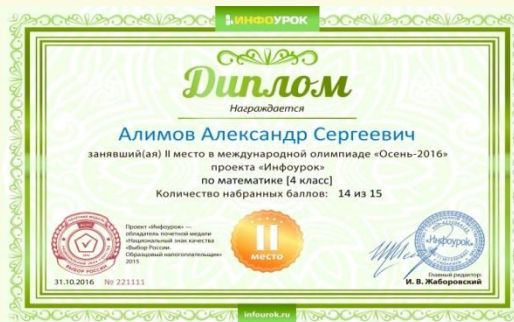 ИНФОУРОК
Диплом
Награждается
Алимов Александр Сергеевич
занявший(ая) II место в международной олимпиаде «Осень-2016»
проекта «Инфоурок»
по математике [4 класс]
Количество набранных баллов: 14 из 15
Проект «Инфоурок» —
обладатель почетной медали
«Национальный знак качества
«Выбор России.
Образцовый налогоплательщик»
2015
ВЫБОР РОССИИ
II
место
«Инфоурок»
Главный редактор:
И. В. Жаборовский
31.10.2016 № 221111
infourok.ru